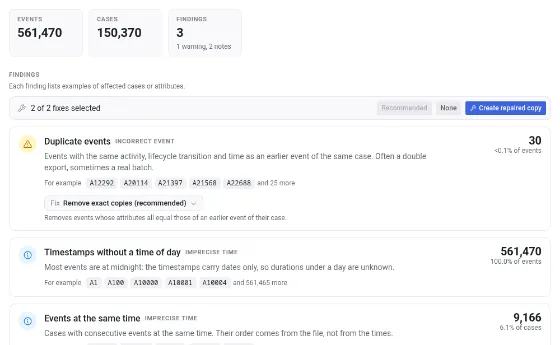 EVENTS
561,470
CASES
150,370
FINDINGS
3
1 warning, 2 notes
FINDINGS
Each finding lists examples of affected cases or attributes.
2 of 2 fixes selected
Recommended
None
Create repaired copy
Duplicate events INCORRECT EVENT
30
<0.1% of events
Events with the same activity, lifecycle transition and time as an earlier event of the same case. Often a double
export, sometimes a real batch.
For example A12292 A20114 A21397 A21568 A22688 and 25 more
Fix Remove exact copies (recommended)
Removes events whose attributes all equal those of an earlier event of their case.
Timestamps without a time of day IMPRECISE TIME
561,470
100.0% of events
Most events are at midnight: the timestamps carry dates only, so durations under a day are unknown.
For example A1 A100 A10000 A10001 A10004 and 561,465 more
Events at the same time IMPRECISE TIME
9,166
6.1% of cases
Cases with consecutive events at the same time. Their order comes from the file, not from the times.